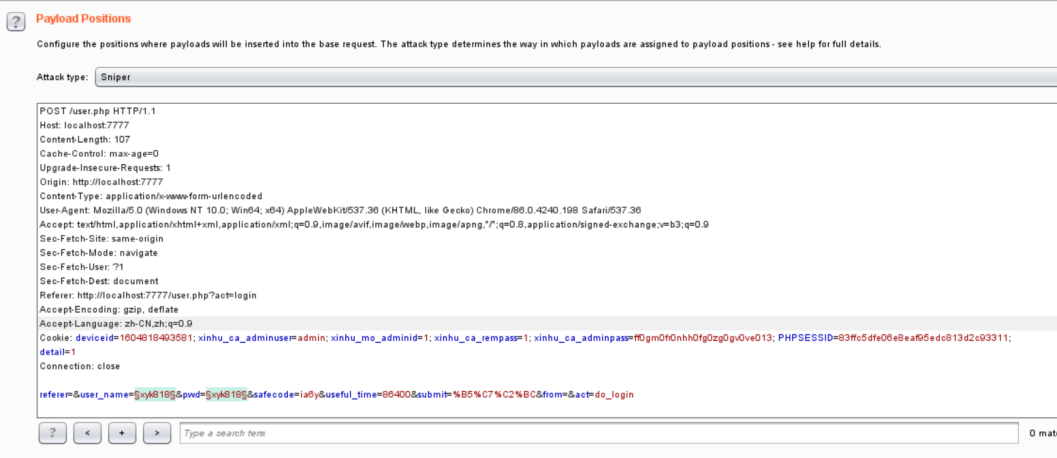 ?
Payload Positions
Configure the positions where payloads will be inserted into the base request. The attack type determines the way in which payloads are assigned to payload positions - see help for full details.
Attack type: Sniper
POST /user.php HTTP/1.1
Host: localhost:7777
Content-Length: 107
Cache-Control: max-age=0
Upgrade-Insecure-Requests: 1
Origin: http://localhost:7777
Content-Type: application/x-www-form-urlencoded
User-Agent: Mozilla/5.0 (Windows NT 10.0; Win64; x64) AppleWebKit/537.36 (KHTML, like Gecko) Chrome/86.0.4240.198 Safari/537.36
Accept: text/html,application/xhtml+xml,application/xml;q=0.9,image/avif,image/webp,image/apng,*/*;q=0.8,application/signed-exchange;v=b3;q=0.9
Sec-Fetch-Site: same-origin
Sec-Fetch-Mode: navigate
Sec-Fetch-User: ?1
Sec-Fetch-Dest: document
Referer: http://localhost:7777/user.php?act=login
Accept-Encoding: gzip, deflate
Accept-Language: zh-CN,zh;q=0.9
Cookie: deviceid=1604818493581; xinhu_ca_adminuser=admin; xinhu_mo_adminid=1; xinhu_ca_rempass=1; xinhu_ca_adminpass=ff0gm0fr0nhh0fg0zg0gv0ve013; PHPSESSID=83ffc5dfe06e8eaf95edc813d2c93311;
detail=1
Connection: close
referer=&user_name=§xyk818§&pwd=§xyk818§&safecode=ia6y&useful_time=86400&submit=%B5%C7%C2%BC&from=&act=do_login
? < + > Type a search term 0 mat